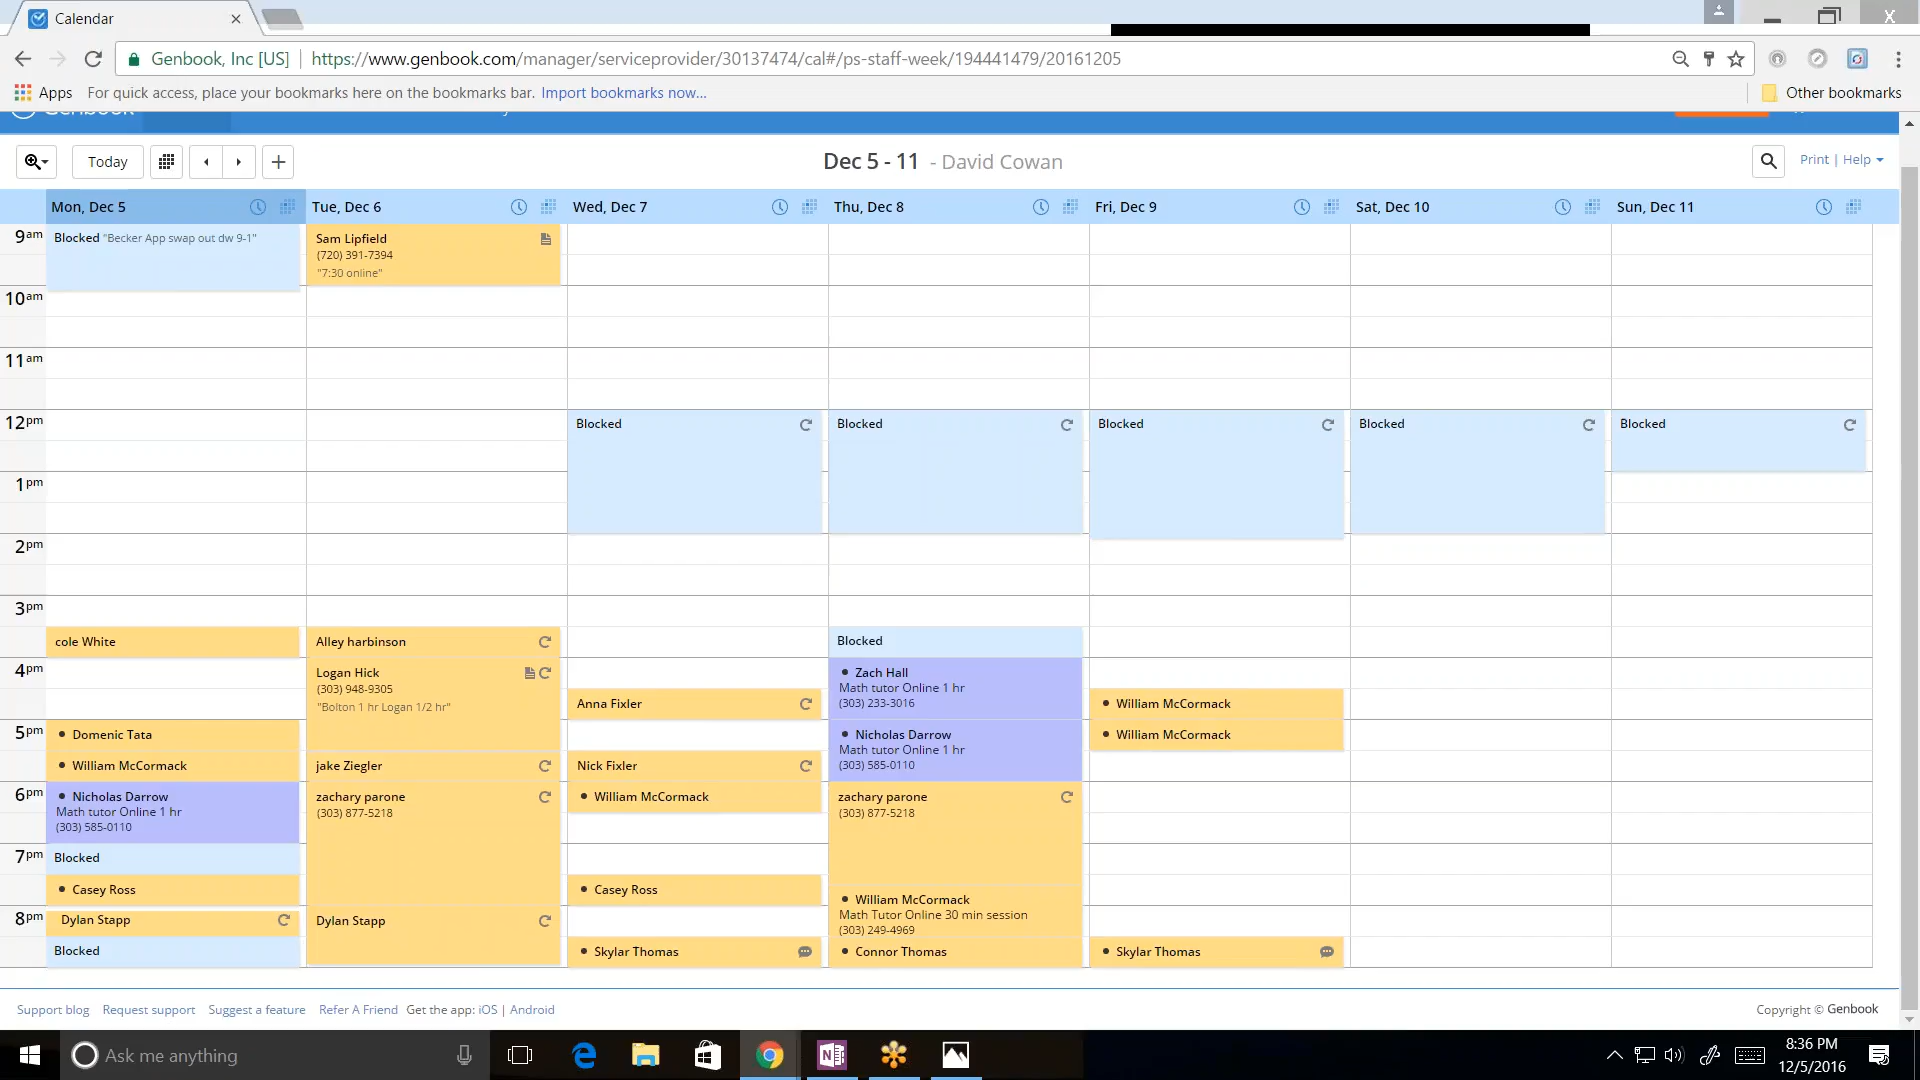 Calendar
Genbook, Inc [US] | https://www.genbook.com/manager/serviceprovider/30137474/cal#/ps-staff-week/194441479/20161205
Apps For quick access, place your bookmarks here on the bookmarks bar. Import bookmarks now... Other bookmarks
Today Dec 5 - 11 - David Cowan Print | Help
Mon, Dec 5 Tue, Dec 6 Wed, Dec 7 Thu, Dec 8 Fri, Dec 9 Sat, Dec 10 Sun, Dec 11
9am
10am
11am
12pm
1pm
2pm
3pm
4pm
5pm
6pm
7pm
8pm
Blocked "Becker App swap out dw 9-1"
cole White
• Domenic Tata
• William McCormack
• Nicholas Darrow
Math tutor Online 1 hr
(303) 585-0110
Blocked
• Casey Ross
Dylan Stapp
Blocked
Sam Lipfield
(720) 391-7394
"7:30 online"
Alley harbinson
Logan Hick
(303) 948-9305
"Bolton 1 hr Logan 1/2 hr"
jake Ziegler
zachary parone
(303) 877-5218
Dylan Stapp
Blocked
Anna Fixler
Nick Fixler
• William McCormack
• Casey Ross
• Skylar Thomas
Blocked
Blocked
• Zach Hall
Math tutor Online 1 hr
(303) 233-3016
• Nicholas Darrow
Math tutor Online 1 hr
(303) 585-0110
zachary parone
(303) 877-5218
• William McCormack
Math Tutor Online 30 min session
(303) 249-4969
• Connor Thomas
Blocked
• William McCormack
• William McCormack
• Skylar Thomas
Blocked
Blocked
Support blog Request support Suggest a feature Refer A Friend Get the app: iOS | Android Copyright © Genbook
Ask me anything
8:36 PM
12/5/2016